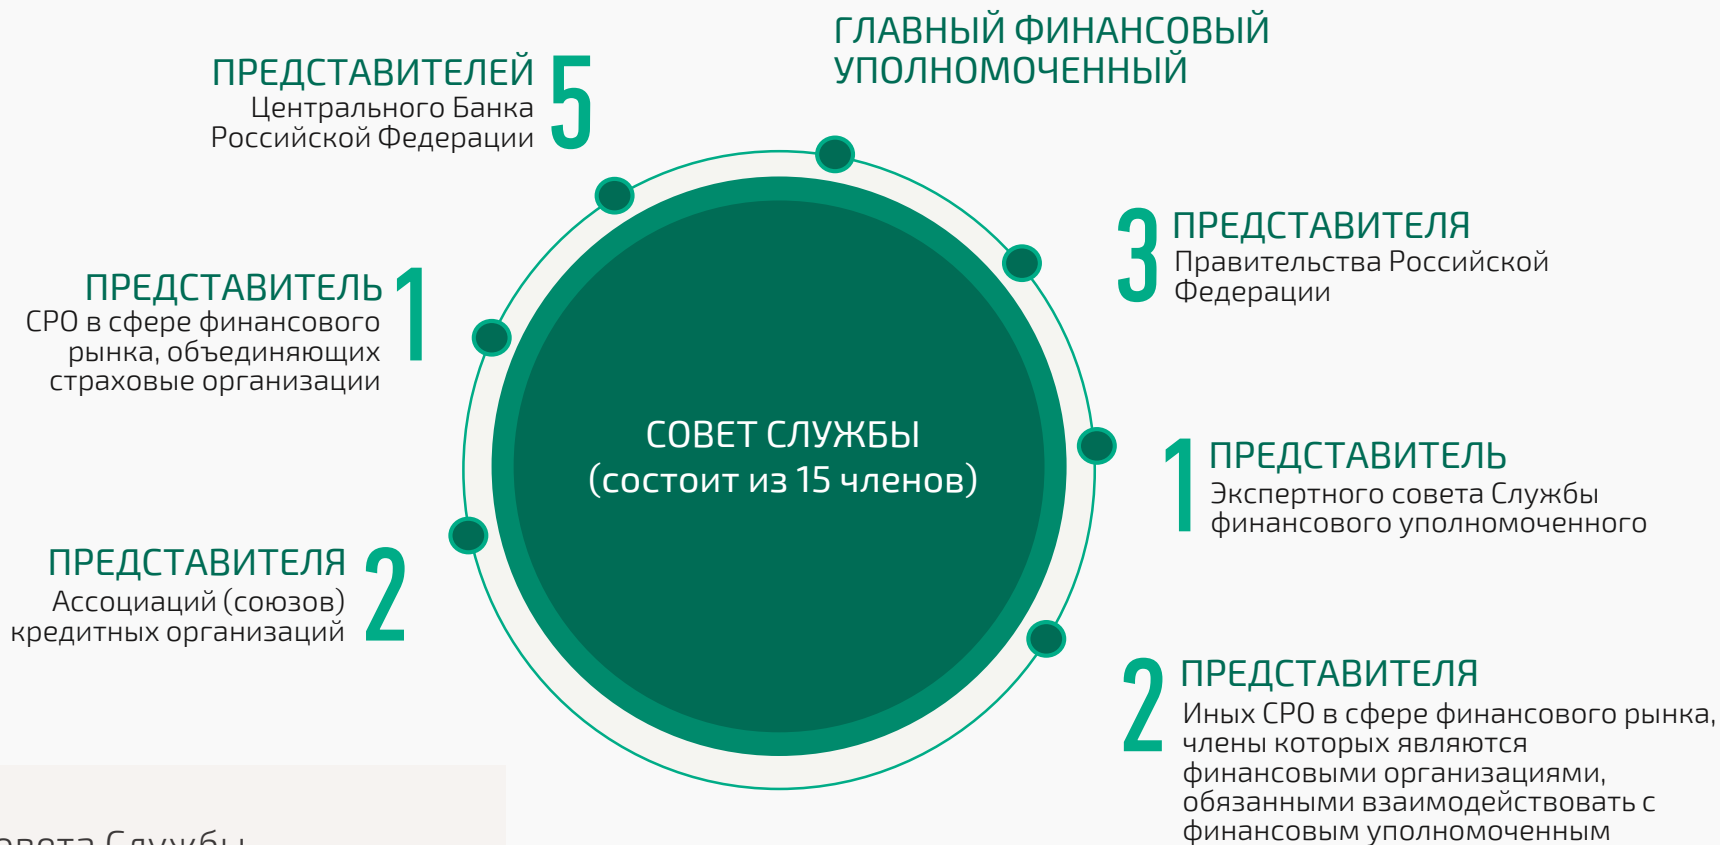 ГЛАВНЫЙ ФИНАНСОВЫЙ
УПОЛНОМОЧЕННЫЙ
5
ПРЕДСТАВИТЕЛЕЙ
Центрального Банка
Российской Федерации
3
ПРЕДСТАВИТЕЛЯ
Правительства Российской
Федерации
1
ПРЕДСТАВИТЕЛЬ
СРО в сфере финансового
рынка, объединяющих
страховые организации
СОВЕТ СЛУЖБЫ
(состоит из 15 членов)
1
ПРЕДСТАВИТЕЛЬ
Экспертного совета Службы
финансового уполномоченного
2
ПРЕДСТАВИТЕЛЯ
Ассоциаций (союзов)
кредитных организаций
2
ПРЕДСТАВИТЕЛЯ
Иных СРО в сфере финансового рынка,
члены которых являются
финансовыми организациями,
обязанными взаимодействовать с
финансовым уполномоченным
Службы